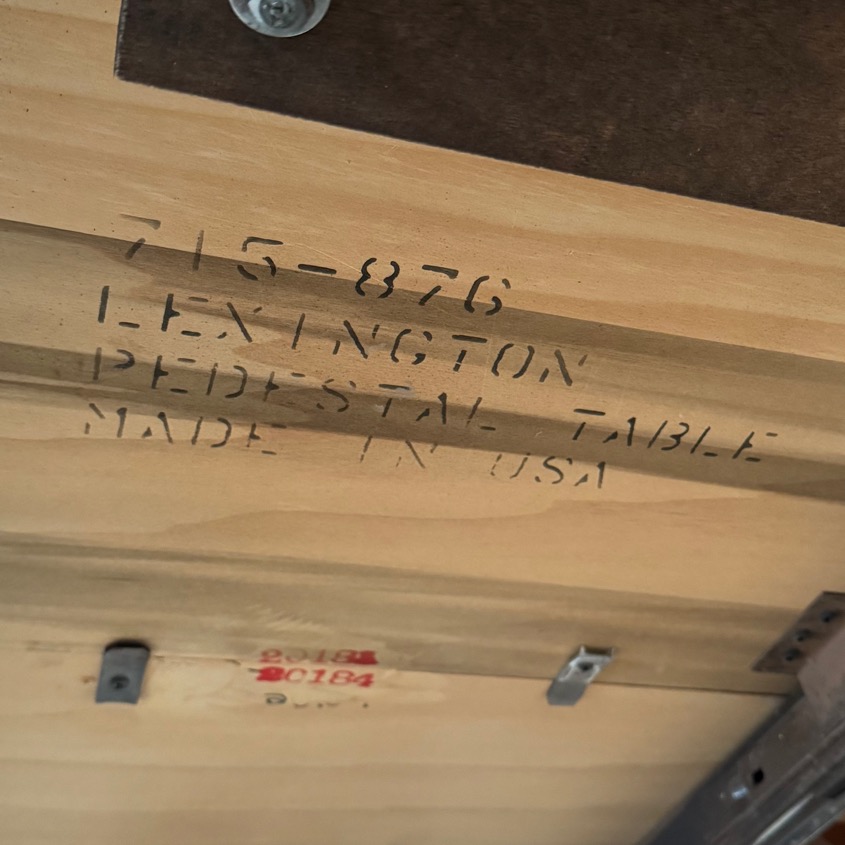 715-876
LEXINGTON
PEDESTAL TABLE
MADE IN USA
20184